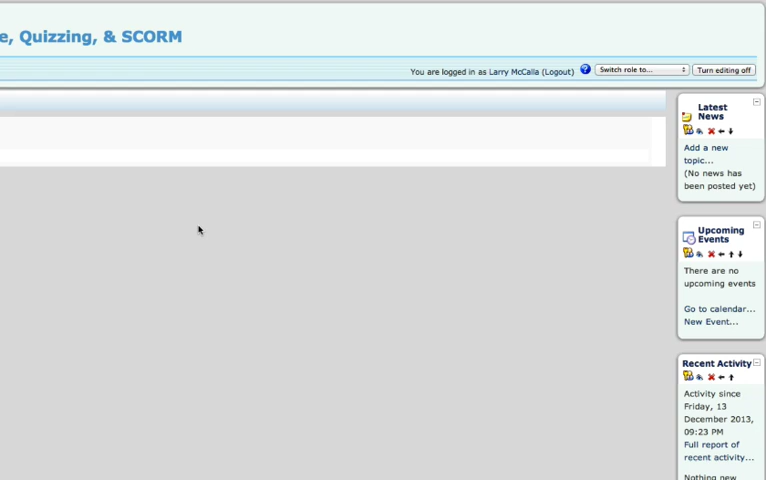 e, Quizzing, & SCORM
You are logged in as Larry McCalla (Logout)
Switch role to...
Turn editing off
Latest
News
Add a new
topic...
(No news has
been posted yet)
Upcoming
Events
There are no
upcoming events
Go to calendar...
New Event...
Recent Activity
Activity since
Friday, 13
December 2013,
09:23 PM
Full report of
recent activity...
Nothing new